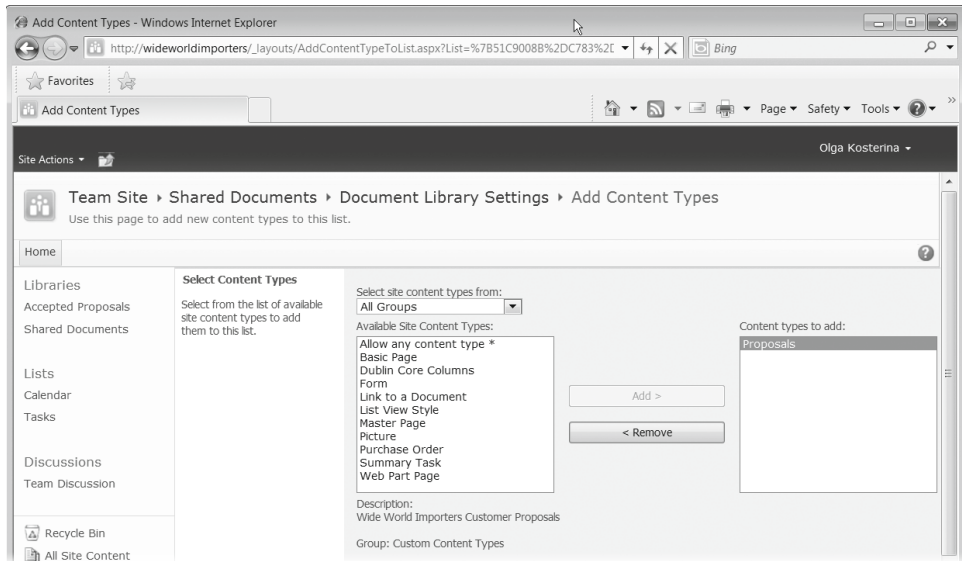 Add Content Types - Windows Internet Explorer
http://wideworldimporters/_layouts/AddContentTypeToList.aspx?List=%7B51C9008B%2DC783%2D
Bing
Favorites
Add Content Types
Page
Safety
Tools
Olga Kosterina
Site Actions
Team Site ▸ Shared Documents ▸ Document Library Settings ▸ Add Content Types
Use this page to add new content types to this list.
Home
Libraries
Accepted Proposals
Shared Documents
Lists
Calendar
Tasks
Discussions
Team Discussion
Recycle Bin
All Site Content
Select Content Types
Select from the list of available
site content types to add
them to this list.
Select site content types from:
All Groups
Available Site Content Types:
Allow any content type *
Basic Page
Dublin Core Columns
Form
Link to a Document
List View Style
Master Page
Picture
Purchase Order
Summary Task
Web Part Page
Add >
< Remove
Content types to add:
Proposals
Description:
Wide World Importers Customer Proposals
Group: Custom Content Types